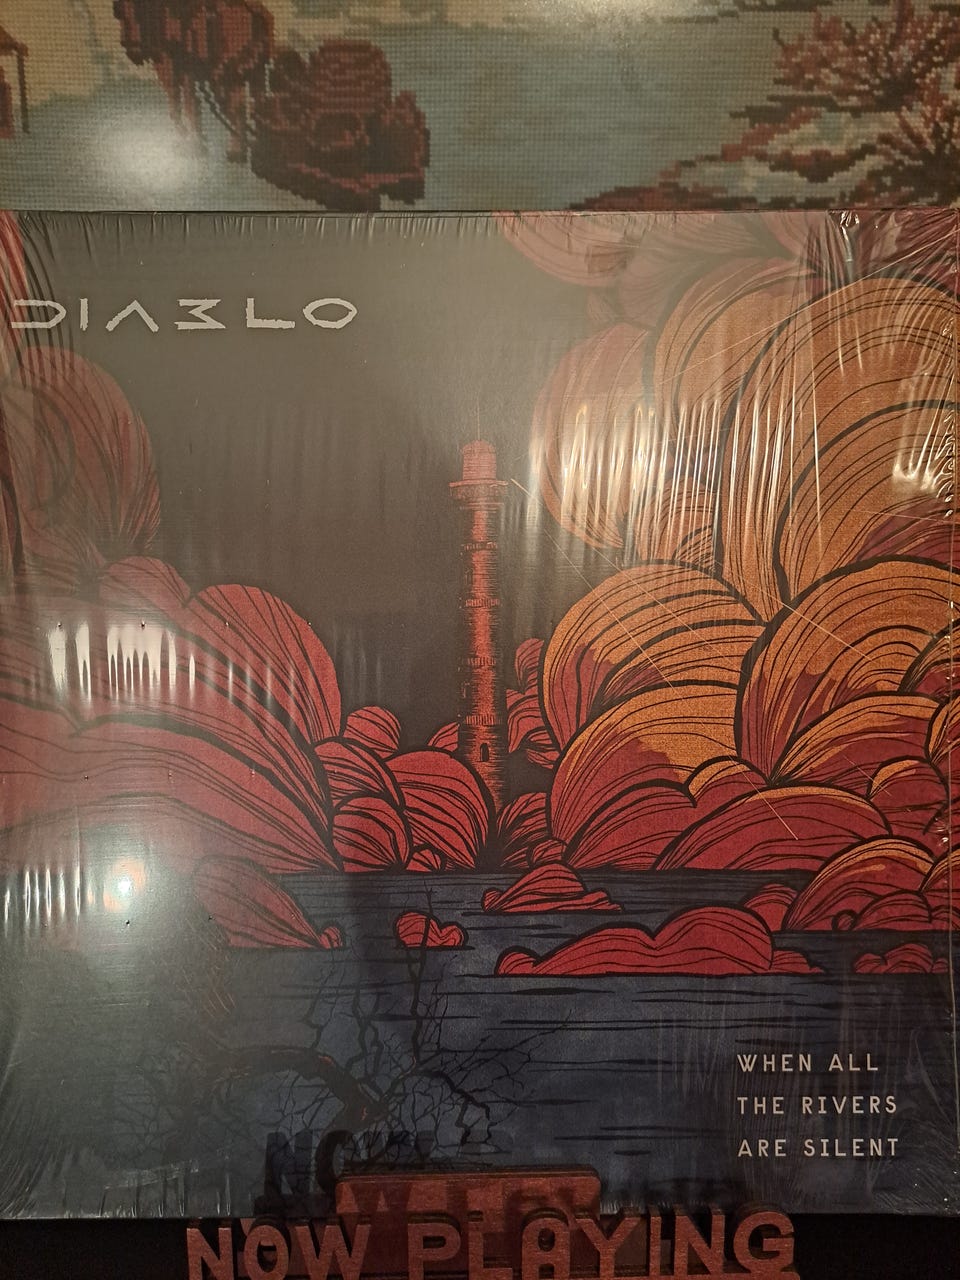 DIABLO
WHEN ALL
THE RIVERS
ARE SILENT
NOW PLAYING